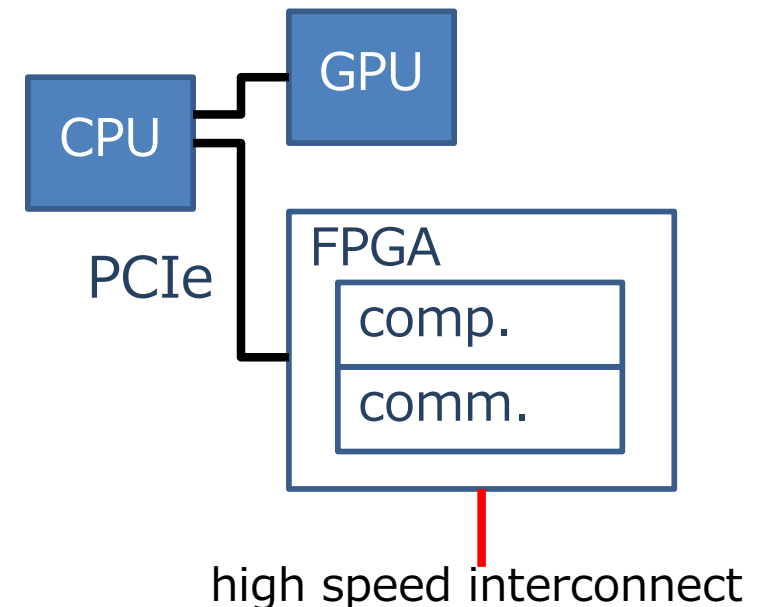 GPU
CPU
PCIe
FPGA
comp.
comm.
high speed interconnect